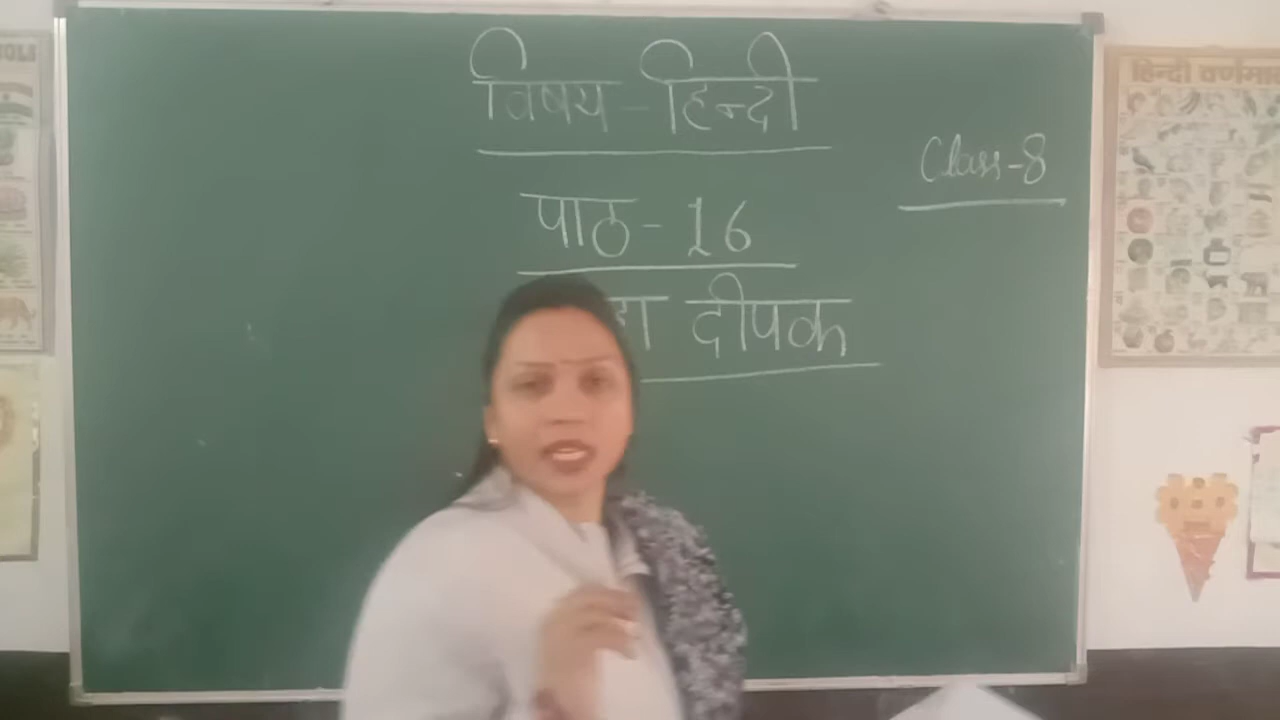 विषय - हिन्दी
Class-8
पाठ - 16
दीपक
हिन्दी वर्णमा